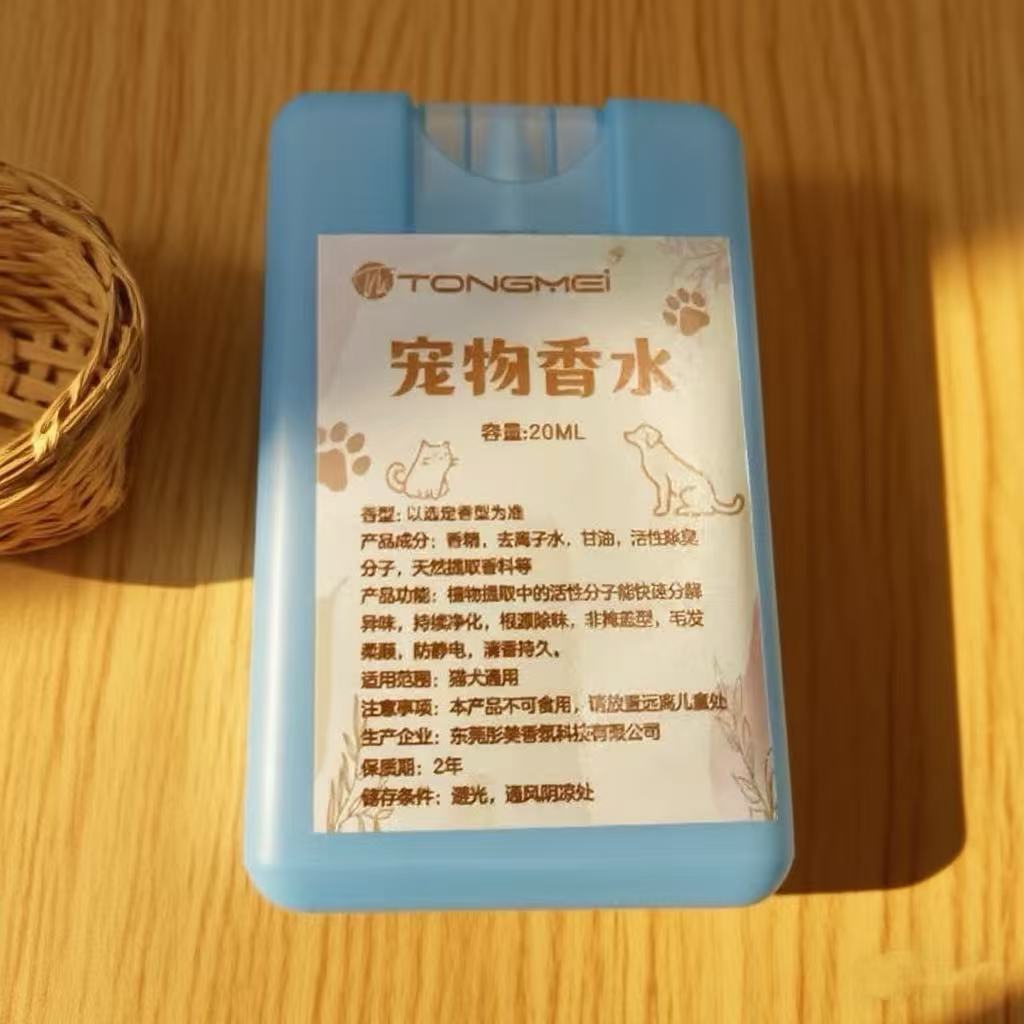 TONGMEi
宠物香水
容量:20ML
香型：以选定香型为准
产品成分：香精，去离子水，甘油，活性除臭
分子，天然提取香料等
产品功能：植物提取中的活性分子能快速分解
异味，持续净化，根源除味，非掩盖型，毛发
柔顺，防静电，清香持久。
适用范围：猫犬通用
注意事项：本产品不可食用，请放置远离儿童处
生产企业：东莞彤美香氛科技有限公司
保质期：2年
储存条件：避光，通风阴凉处